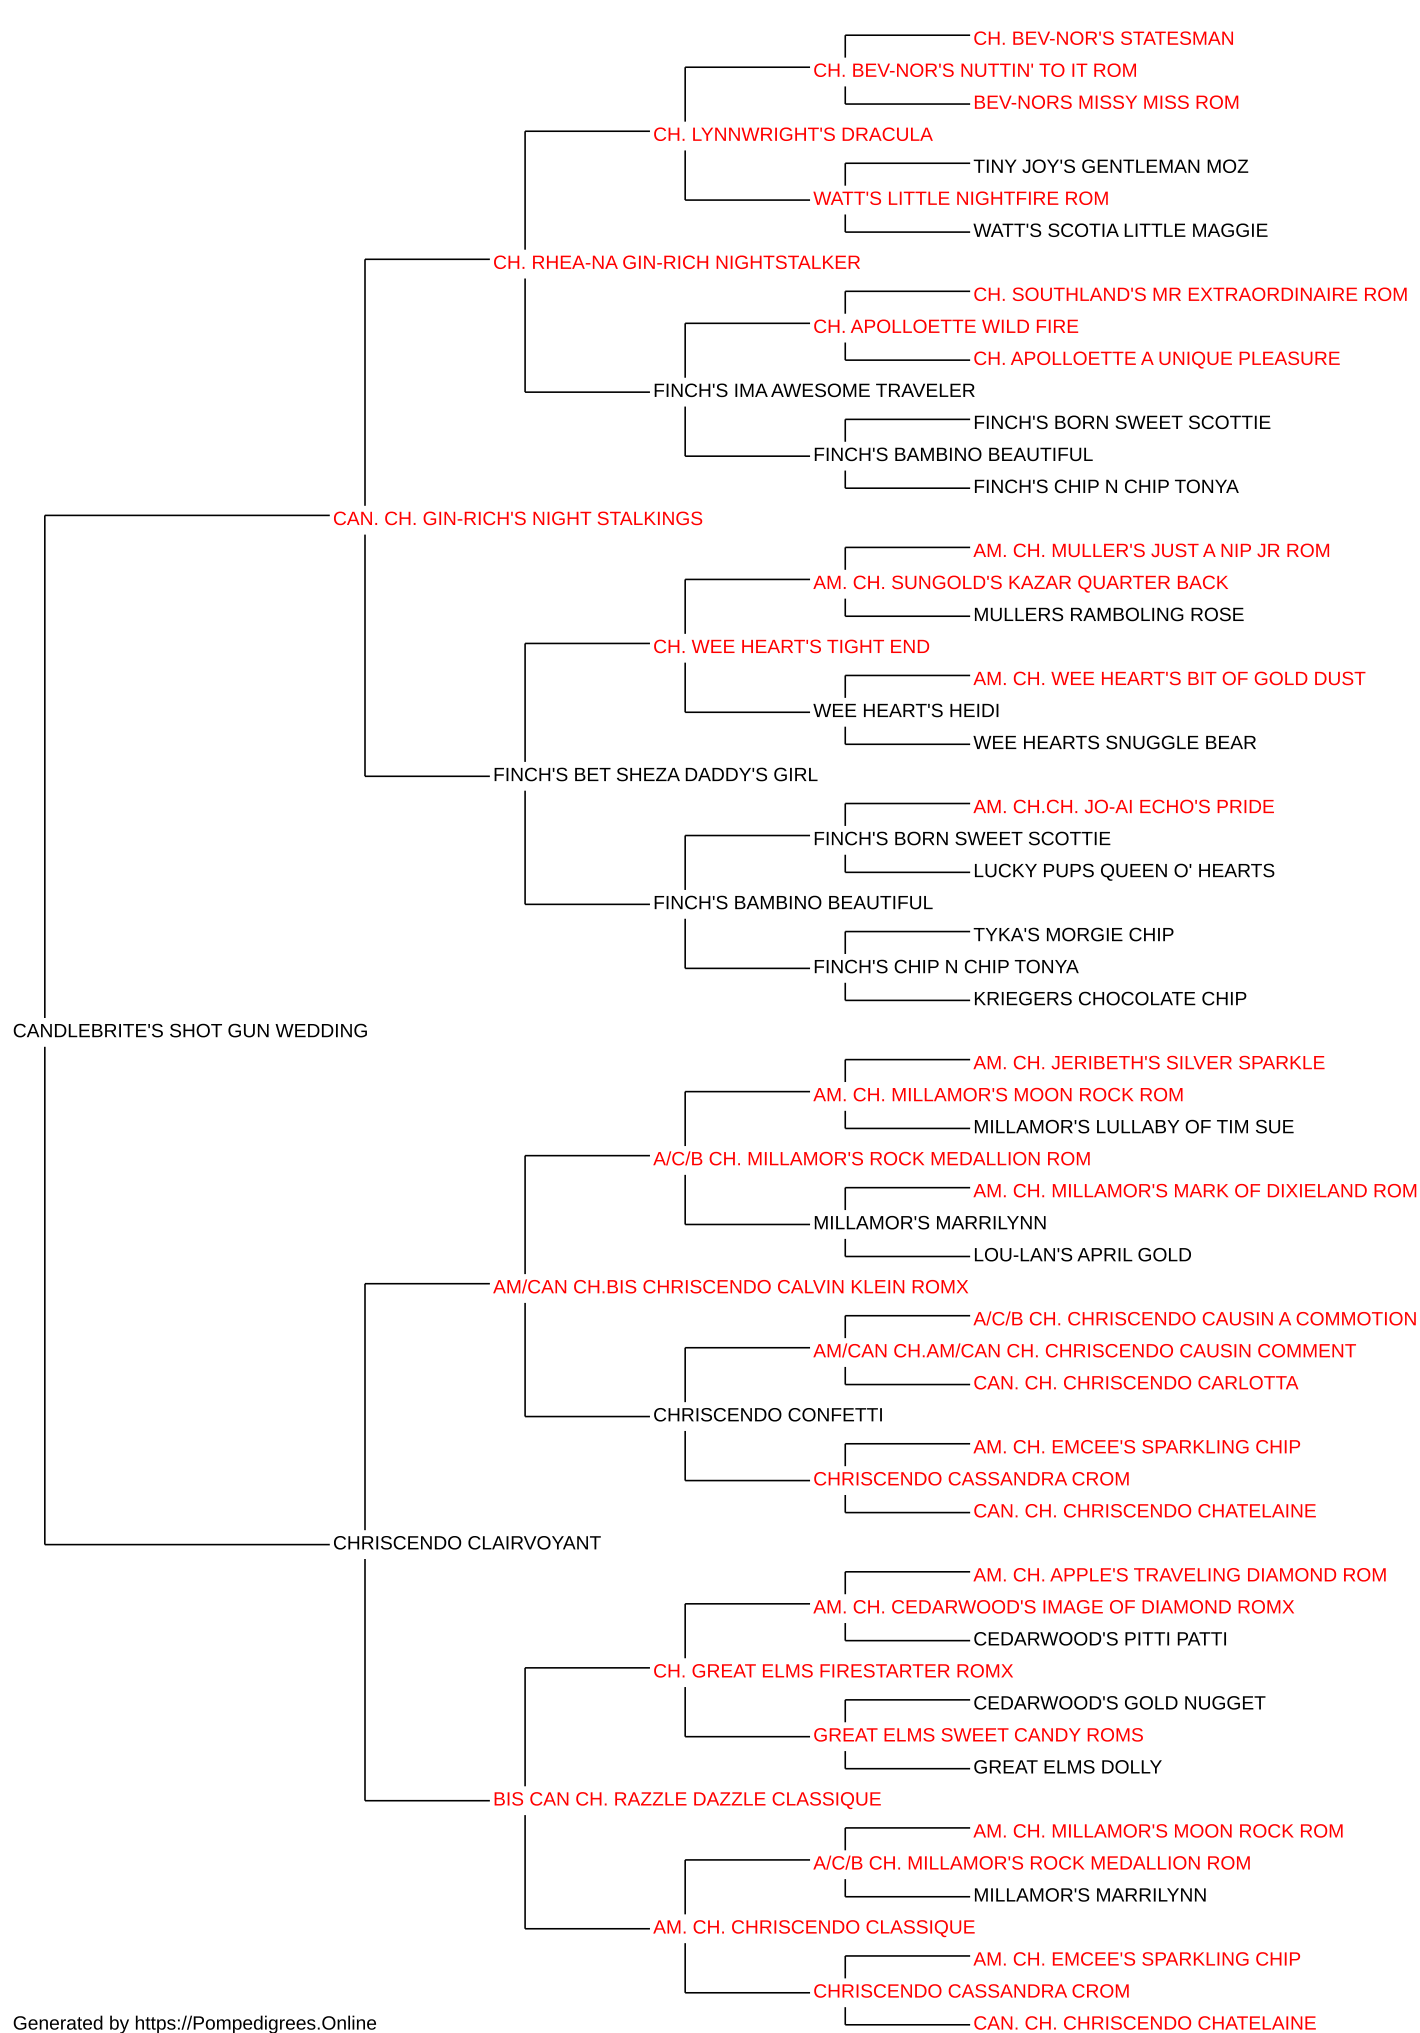 CH. BEV-NOR'S STATESMAN
CH. BEV-NOR'S NUTTIN' TO IT ROM
BEV-NORS MISSY MISS ROM
CH. LYNNWRIGHT'S DRACULA
TINY JOY'S GENTLEMAN MOZ
WATT'S LITTLE NIGHTFIRE ROM
WATT'S SCOTIA LITTLE MAGGIE
CH. RHEA-NA GIN-RICH NIGHTSTALKER
CH. SOUTHLAND'S MR EXTRAORDINAIRE ROM
CH. APOLLOETTE WILD FIRE
CH. APOLLOETTE A UNIQUE PLEASURE
FINCH'S IMA AWESOME TRAVELER
FINCH'S BORN SWEET SCOTTIE
FINCH'S BAMBINO BEAUTIFUL
FINCH'S CHIP N CHIP TONYA
CAN. CH. GIN-RICH'S NIGHT STALKINGS
AM. CH. MULLER'S JUST A NIP JR ROM
AM. CH. SUNGOLD'S KAZAR QUARTER BACK
MULLERS RAMBOLING ROSE
CH. WEE HEART'S TIGHT END
AM. CH. WEE HEART'S BIT OF GOLD DUST
WEE HEART'S HEIDI
WEE HEARTS SNUGGLE BEAR
FINCH'S BET SHEZA DADDY'S GIRL
AM. CH.CH. JO-AI ECHO'S PRIDE
FINCH'S BORN SWEET SCOTTIE
LUCKY PUPS QUEEN O' HEARTS
FINCH'S BAMBINO BEAUTIFUL
TYKA'S MORGIE CHIP
FINCH'S CHIP N CHIP TONYA
KRIEGERS CHOCOLATE CHIP
CANDLEBRITE'S SHOT GUN WEDDING
AM. CH. JERIBETH'S SILVER SPARKLE
AM. CH. MILLAMOR'S MOON ROCK ROM
MILLAMOR'S LULLABY OF TIM SUE
A/C/B CH. MILLAMOR'S ROCK MEDALLION ROM
AM. CH. MILLAMOR'S MARK OF DIXIELAND ROM
MILLAMOR'S MARRILYNN
LOU-LAN'S APRIL GOLD
AM/CAN CH.BIS CHRISCENDO CALVIN KLEIN ROMX
A/C/B CH. CHRISCENDO CAUSIN A COMMOTION
AM/CAN CH.AM/CAN CH. CHRISCENDO CAUSIN COMMENT
CAN. CH. CHRISCENDO CARLOTTA
CHRISCENDO CONFETTI
AM. CH. EMCEE'S SPARKLING CHIP
CHRISCENDO CASSANDRA CROM
CAN. CH. CHRISCENDO CHATELAINE
CHRISCENDO CLAIRVOYANT
AM. CH. APPLE'S TRAVELING DIAMOND ROM
AM. CH. CEDARWOOD'S IMAGE OF DIAMOND ROMX
CEDARWOOD'S PITTI PATTI
CH. GREAT ELMS FIRESTARTER ROMX
CEDARWOOD'S GOLD NUGGET
GREAT ELMS SWEET CANDY ROMS
GREAT ELMS DOLLY
BIS CAN CH. RAZZLE DAZZLE CLASSIQUE
AM. CH. MILLAMOR'S MOON ROCK ROM
A/C/B CH. MILLAMOR'S ROCK MEDALLION ROM
MILLAMOR'S MARRILYNN
AM. CH. CHRISCENDO CLASSIQUE
AM. CH. EMCEE'S SPARKLING CHIP
CHRISCENDO CASSANDRA CROM
CAN. CH. CHRISCENDO CHATELAINE
Generated by https://Pompedigrees.Online